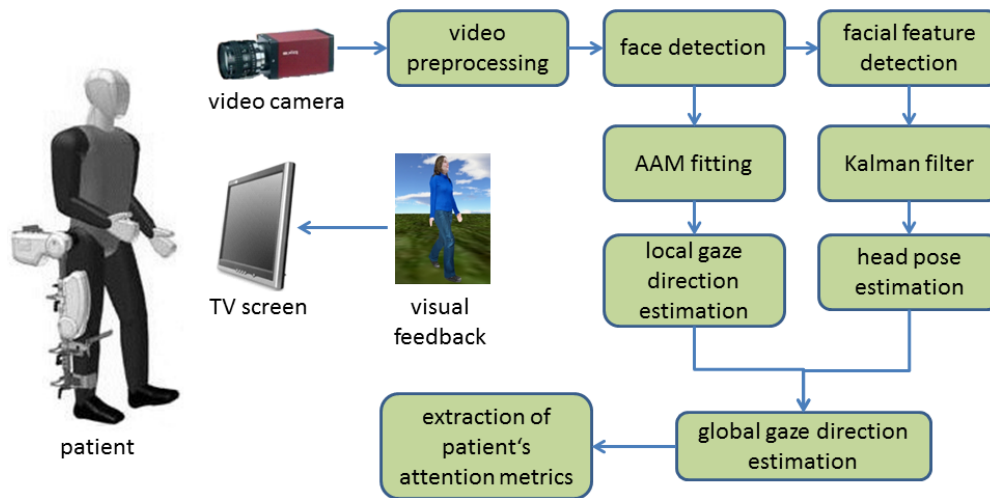 video
preprocessing
face detection
facial feature
detection
video camera
AAM fitting
Kalman filter
local gaze
direction
estimation
head pose
estimation
TV screen
visual
feedback
patient
extraction of
patient‘s
attention metrics
global gaze direction
estimation